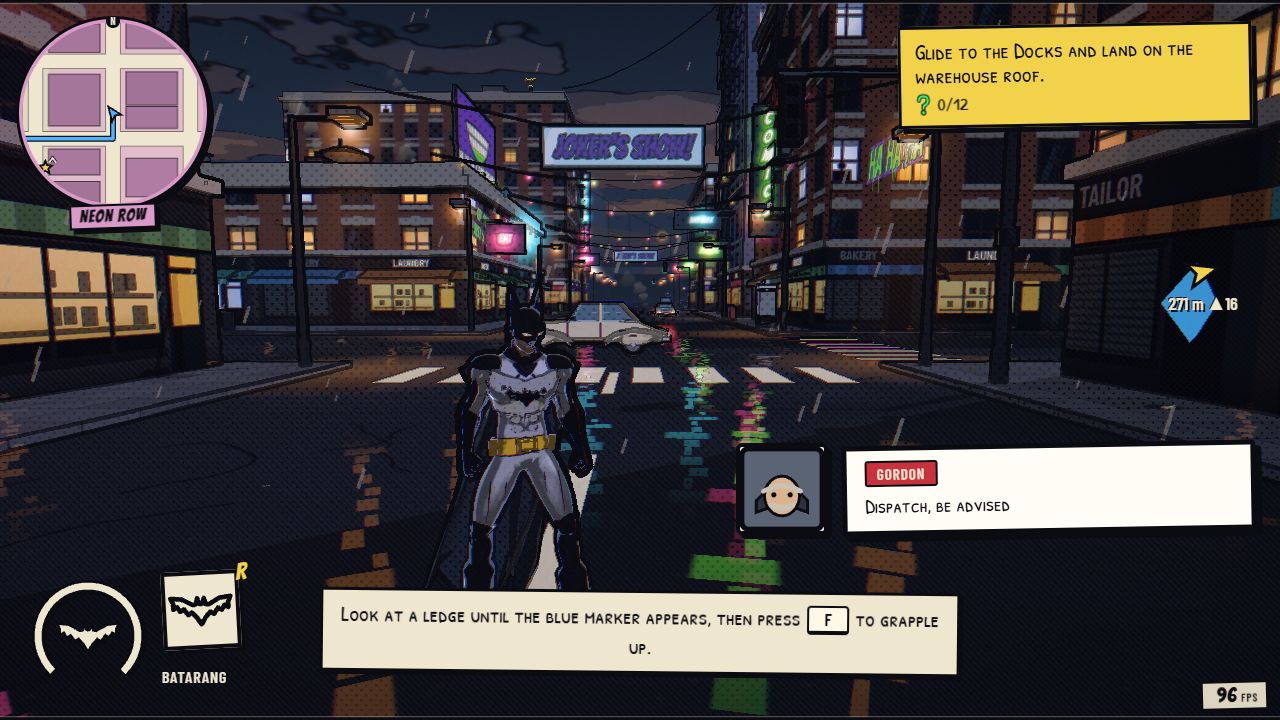 N
GLIDE TO THE DOCKS AND LAND ON THE
WAREHOUSE ROOF.
0/12
JOKER'S SHOW!
COMIC
HA HA HA
TAILOR
NEON ROW
LAUNDRY
BAKERY
LAUND
271 m ▲ 16
GORDON
DISPATCH, BE ADVISED
R
BATARANG
LOOK AT A LEDGE UNTIL THE BLUE MARKER APPEARS, THEN PRESS F TO GRAPPLE
UP.
96 FPS